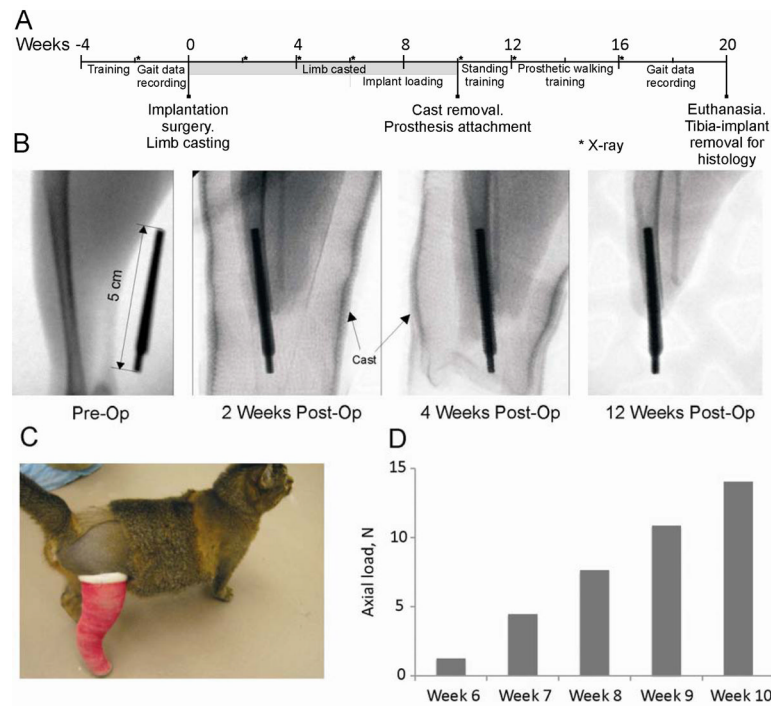 A
Weeks -4 0 4 8 12 16 20
* * * * * * *
Training Gait data recording Limb casted Implant loading Standing training Prosthetic walking training Gait data recording
Implantation surgery. Limb casting
Cast removal. Prosthesis attachment
Euthanasia. Tibia-implant removal for histology
* X-ray
B
5 cm
Cast
Pre-Op 2 Weeks Post-Op 4 Weeks Post-Op 12 Weeks Post-Op
C
D
Axial load, N
15
10
5
0
Week 6 Week 7 Week 8 Week 9 Week 10